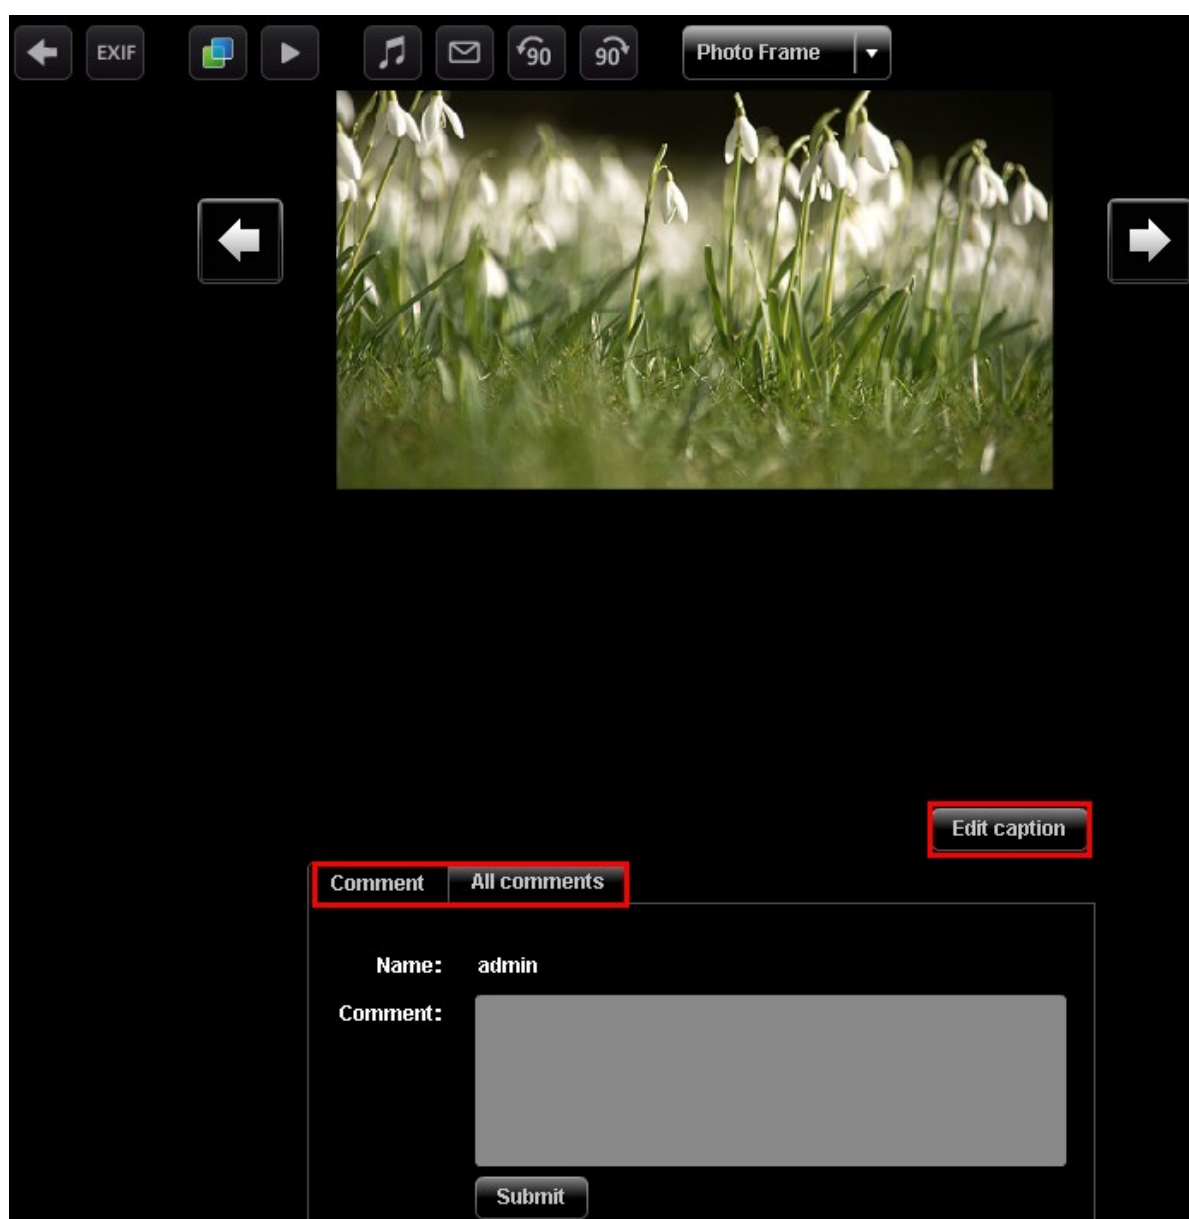 EXIF
90
90
Photo Frame
Edit caption
Comment
All comments
Name: admin
Comment:
Submit